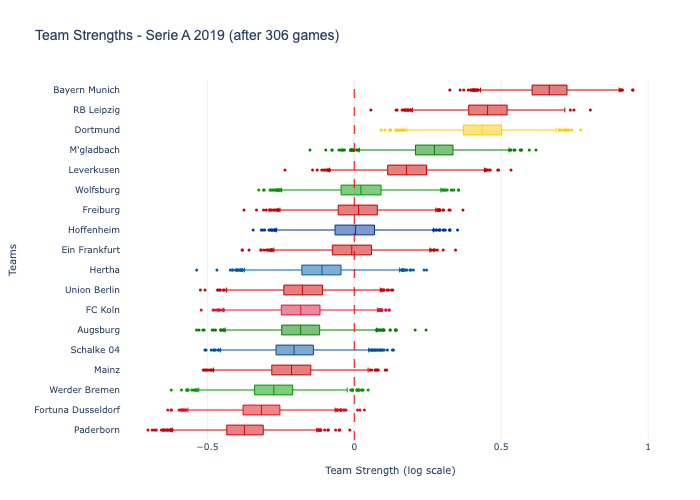 Team Strengths - Serie A 2019 (after 306 games)
Teams
Bayern Munich
RB Leipzig
Dortmund
M'gladbach
Leverkusen
Wolfsburg
Freiburg
Hoffenheim
Ein Frankfurt
Hertha
Union Berlin
FC Koln
Augsburg
Schalke 04
Mainz
Werder Bremen
Fortuna Dusseldorf
Paderborn
−0.5 0 0.5 1
Team Strength (log scale)